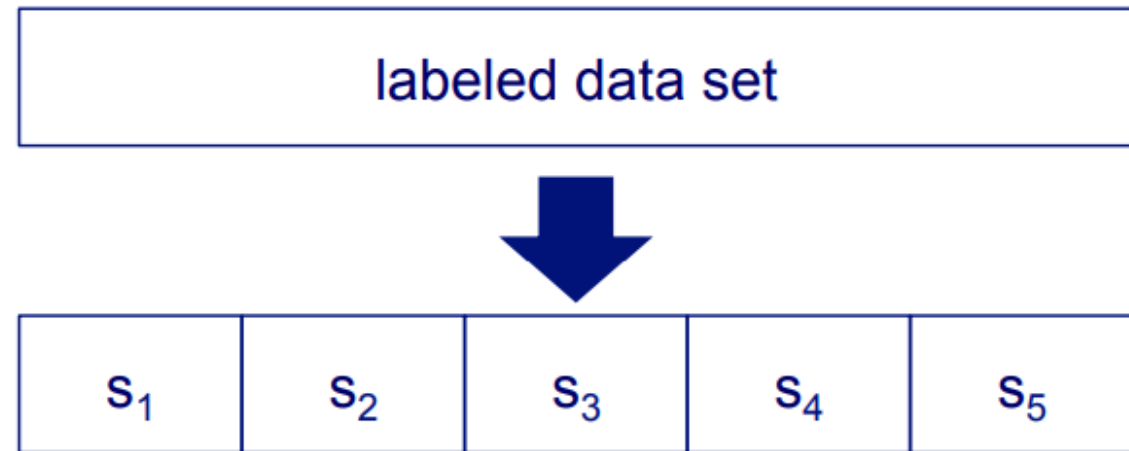 labeled data set
s₁ s₂ s₃ s₄ s₅